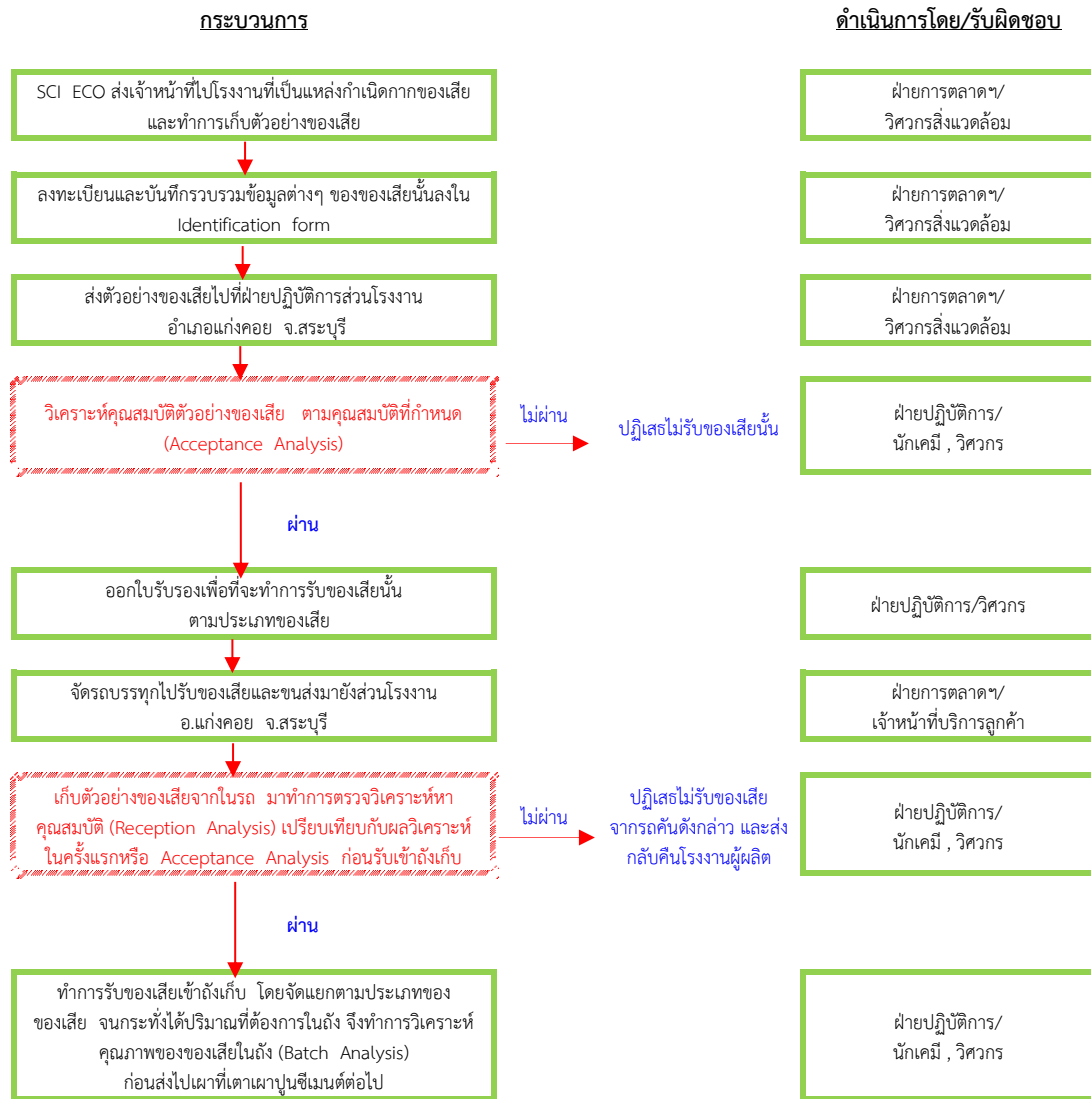 กระบวนการ
ดำเนินการโดย/รับผิดชอบ
SCI ECO ส่งเจ้าหน้าที่ไปโรงงานที่เป็นแหล่งกำเนิดกากของเสีย
และทำการเก็บตัวอย่างของเสีย
ฝ่ายการตลาดฯ/
วิศวกรสิ่งแวดล้อม
ลงทะเบียนและบันทึกรวบรวมข้อมูลต่างๆ ของของเสียนั้นลงใน
Identification form
ฝ่ายการตลาดฯ/
วิศวกรสิ่งแวดล้อม
ส่งตัวอย่างของเสียไปที่ฝ่ายปฏิบัติการส่วนโรงงาน
อำเภอแก่งคอย จ.สระบุรี
ฝ่ายการตลาดฯ/
วิศวกรสิ่งแวดล้อม
วิเคราะห์คุณสมบัติตัวอย่างของเสีย ตามคุณสมบัติที่กำหนด
(Acceptance Analysis)
ไม่ผ่าน
ปฏิเสธไม่รับของเสียนั้น
ฝ่ายปฏิบัติการ/
นักเคมี , วิศวกร
ผ่าน
ออกใบรับรองเพื่อที่จะทำการรับของเสียนั้น
ตามประเภทของเสีย
ฝ่ายปฏิบัติการ/วิศวกร
จัดรถบรรทุกไปรับของเสียและขนส่งมายังส่วนโรงงาน
อ.แก่งคอย จ.สระบุรี
ฝ่ายการตลาดฯ/
เจ้าหน้าที่บริการลูกค้า
เก็บตัวอย่างของเสียจากในรถ มาทำการตรวจวิเคราะห์หา
คุณสมบัติ (Reception Analysis) เปรียบเทียบกับผลวิเคราะห์
ในครั้งแรกหรือ Acceptance Analysis ก่อนรับเข้าถังเก็บ
ไม่ผ่าน
ปฏิเสธไม่รับของเสีย
จากรถคันดังกล่าว และส่ง
กลับคืนโรงงานผู้ผลิต
ฝ่ายปฏิบัติการ/
นักเคมี , วิศวกร
ผ่าน
ทำการรับของเสียเข้าถังเก็บ โดยจัดแยกตามประเภทของ
ของเสีย จนกระทั่งได้ปริมาณที่ต้องการในถัง จึงทำการวิเคราะห์
คุณภาพของของเสียในถัง (Batch Analysis)
ก่อนส่งไปเผาที่เตาเผาปูนซีเมนต์ต่อไป
ฝ่ายปฏิบัติการ/
นักเคมี , วิศวกร